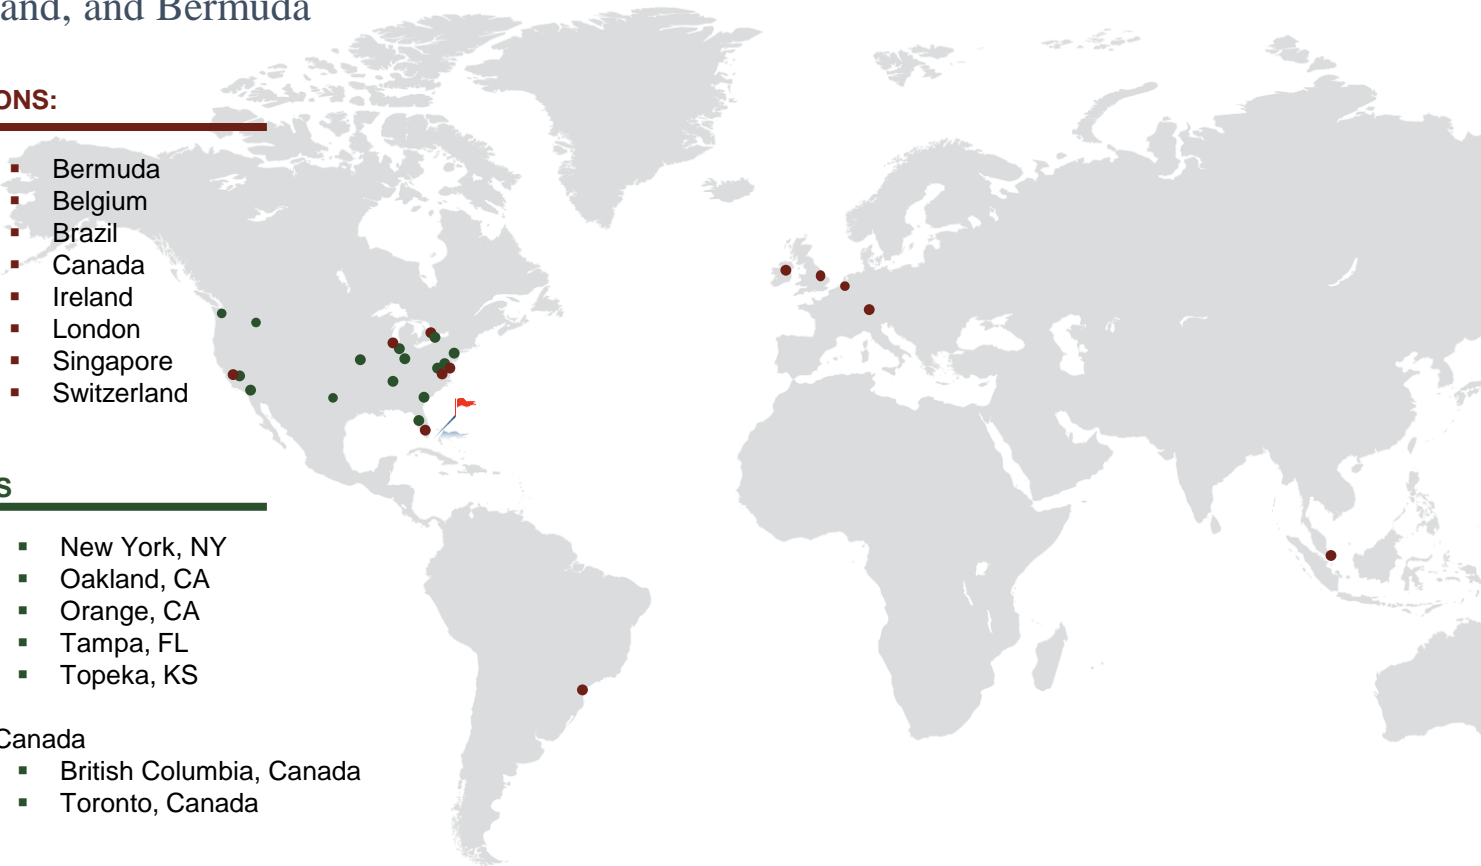 and, and Bermuda
ONS:
▪ Bermuda
▪ Belgium
▪ Brazil
▪ Canada
▪ Ireland
▪ London
▪ Singapore
▪ Switzerland
S
▪ New York, NY
▪ Oakland, CA
▪ Orange, CA
▪ Tampa, FL
▪ Topeka, KS
Canada
▪ British Columbia, Canada
▪ Toronto, Canada